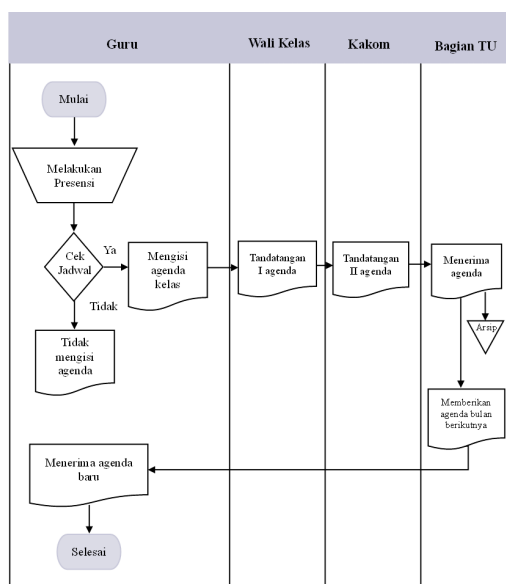 Guru
Wali Kelas
Kakom
Bagian TU
Mulai
Melakukan
Presensi
Cek
Jadwal
Ya
Tidak
Mengisi
agenda
kelas
Tandatangan
I agenda
Tandatangan
II agenda
Menerima
agenda
Arsip
Tidak
mengisi
agenda
Memberikan
agenda bulan
berikutnya
Menerima agenda
baru
Selesai